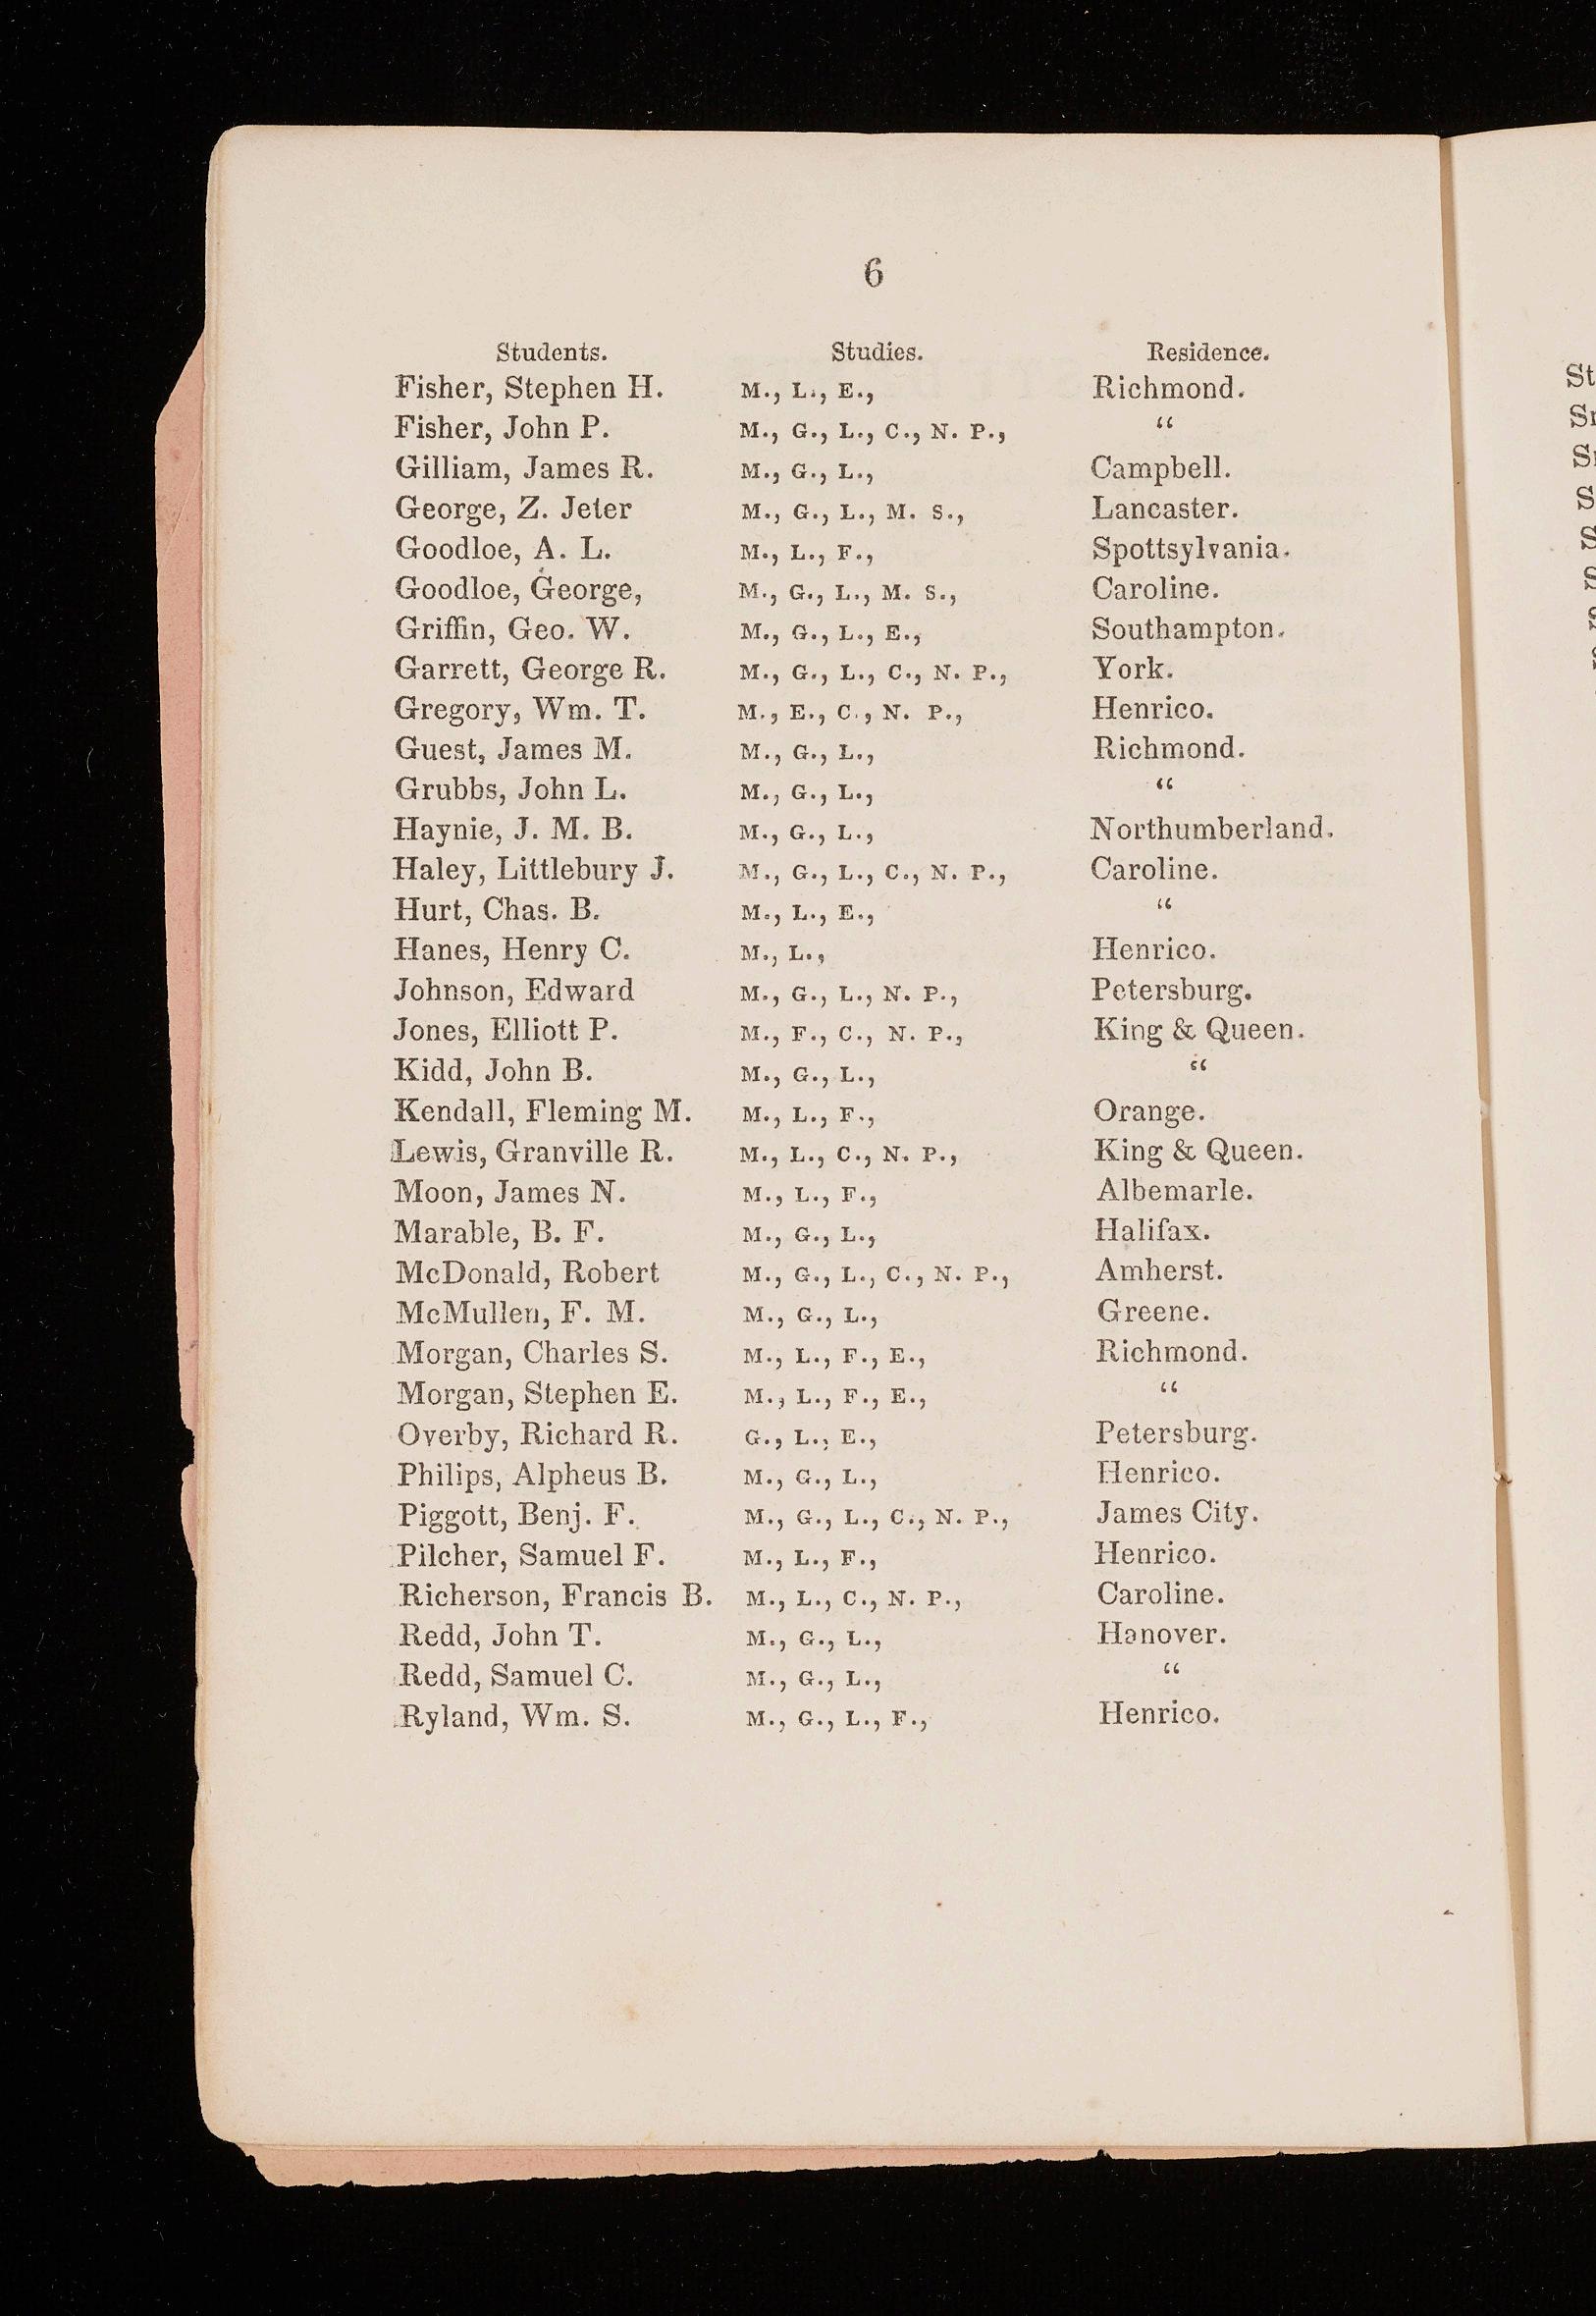 6
Students. Studies. Residence.
Fisher, Stephen H. M., L., E., Richmond.
Fisher, John P. M., G., L., C., N. P., “
Gilliam, James R. M., G., L., Campbell.
George, Z. Jeter M., G., L., M. S., Lancaster.
Goodloe, A. L. M., L., F., Spottsylvania.
Goodloe, George, M., G., L., M. S., Caroline.
Griffin, Geo. W. M., G., L., E., Southampton.
Garrett, George R. M., G., L., C., N. P., York.
Gregory, Wm. T. M., E., C., N. P., Henrico.
Guest, James M. M., G., L., Richmond.
Grubbs, John L. M., G., L., “
Haynie, J. M. B. M., G., L., Northumberland.
Haley, Littlebury J. M., G., L., C., N. P., Caroline.
Hurt, Chas. B. M., L., E., “
Hanes, Henry C. M., L., Henrico.
Johnson, Edward M., G., L., N. P., Petersburg.
Jones, Elliott P. M., F., C., N. P., King & Queen.
Kidd, John B. M., G., L., “
Kendall, Fleming M. M., L., F., Orange.
Lewis, Granville R. M., L., C., N. P., King & Queen.
Moon, James N. M., L., F., Albemarle.
Marable, B. F. M., G., L., Halifax.
McDonald, Robert M., G., L., C., N. P., Amherst.
McMullen, F. M. M., G., L., Greene.
Morgan, Charles S. M., L., F., E., Richmond.
Morgan, Stephen E. M., L., F., E., “
Overby, Richard R. G., L., E., Petersburg.
Philips, Alpheus B. M., G., L., Henrico.
Piggott, Benj. F. M., G., L., C., N. P., James City.
Pilcher, Samuel F. M., L., F., Henrico.
Richerson, Francis B. M., L., C., N. P., Caroline.
Redd, John T. M., G., L., Hanover.
Redd, Samuel C. M., G., L., “
Ryland, Wm. S. M., G., L., F., Henrico.